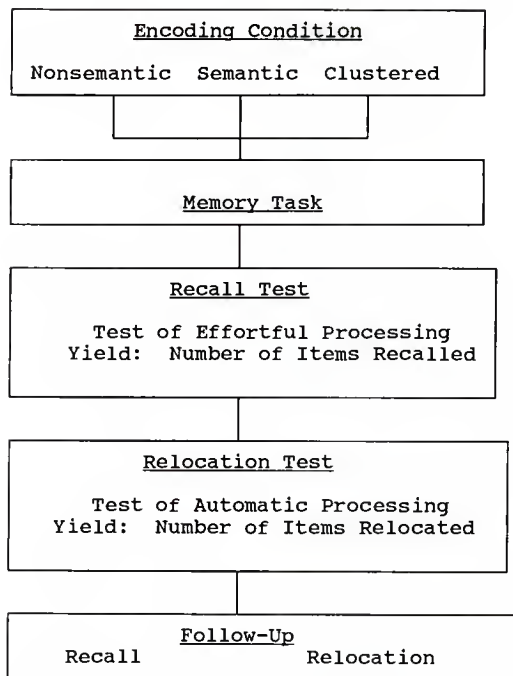 Encoding Condition
Nonsemantic Semantic Clustered
Memory Task
Recall Test
Test of Effortful Processing
Yield: Number of Items Recalled
Relocation Test
Test of Automatic Processing
Yield: Number of Items Relocated
Follow-Up
Recall Relocation